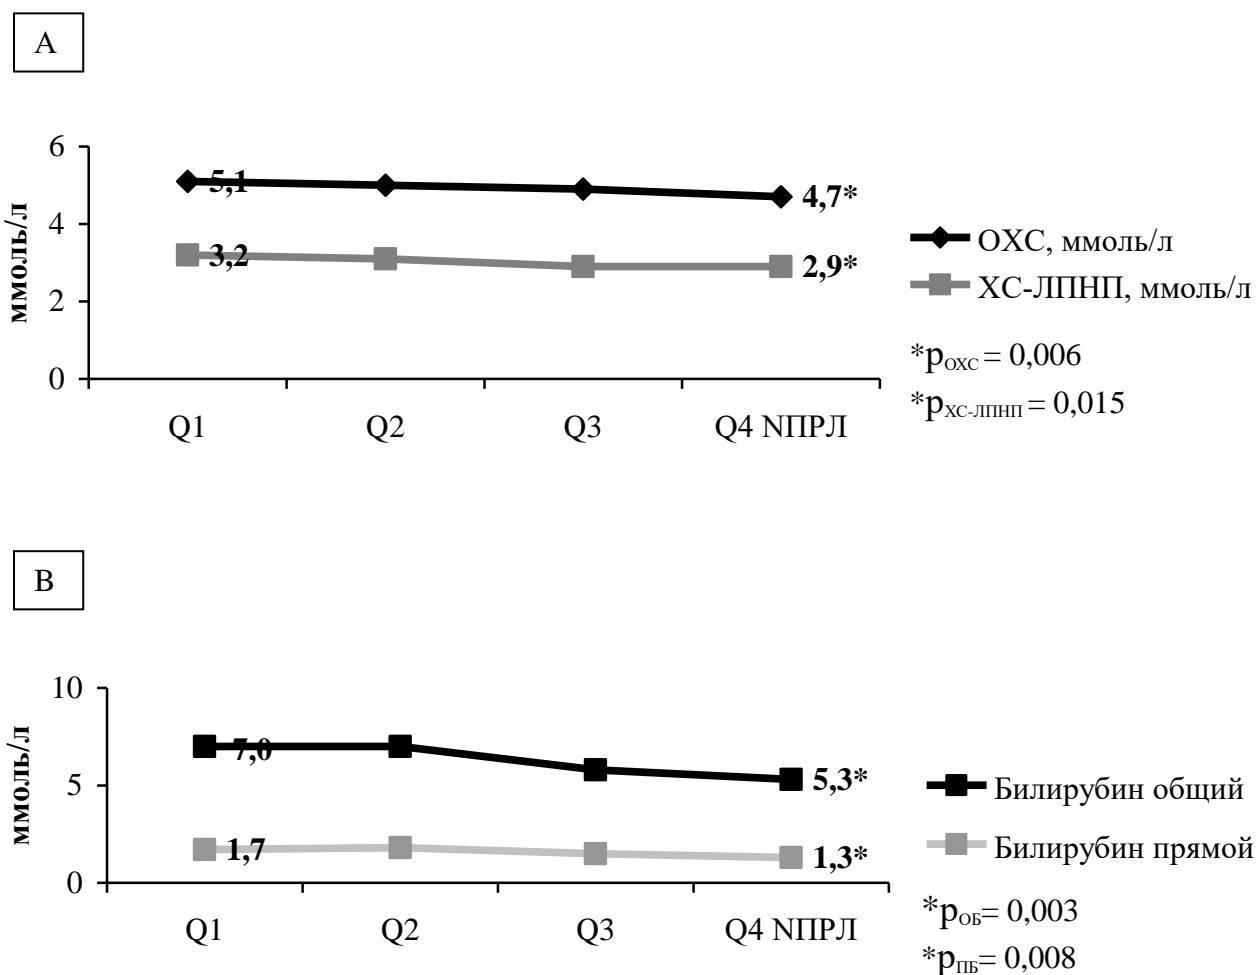 A
6
4
2
0
ммоль/л
5,1
4,7*
3,2
2,9*
Q1 Q2 Q3 Q4 NПРЛ
ОХС, ммоль/л
ХС-ЛПНП, ммоль/л
*pОХС = 0,006
*pХС-ЛПНП = 0,015
B
10
5
0
ммоль/л
7,0
5,3*
1,7
1,3*
Q1 Q2 Q3 Q4 NПРЛ
Билирубин общий
Билирубин прямой
*pОБ= 0,003
*pПБ= 0,008